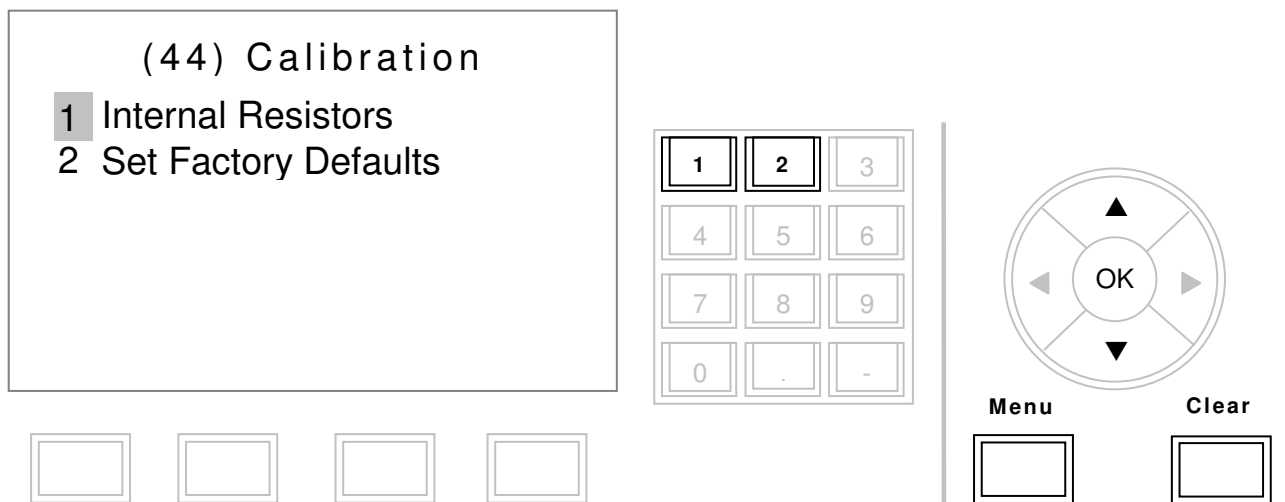 (44) Calibration
1 Internal Resistors
2 Set Factory Defaults
1 2 3
4 5 6
7 8 9
0 . -
▲
◀ OK ▶
▼
Menu Clear